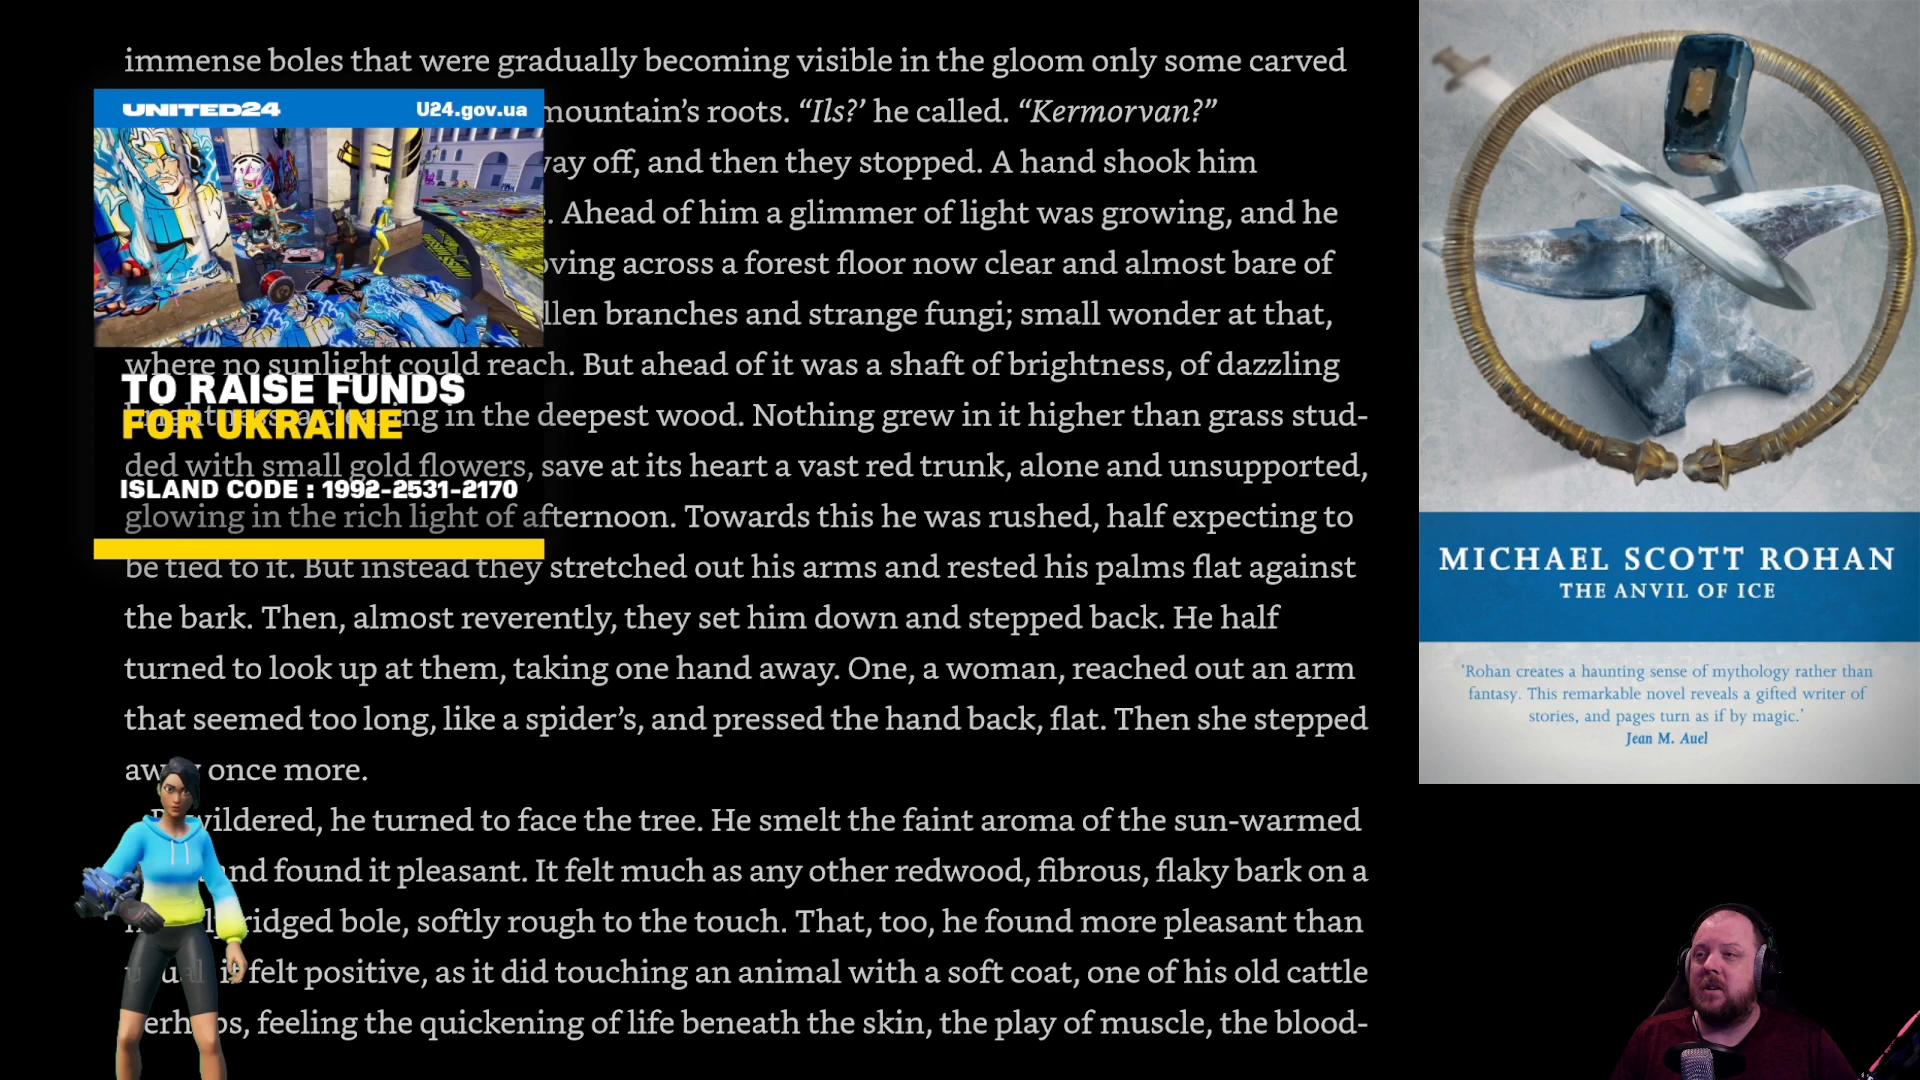 immense boles that were gradually becoming visible in the gloom only some carved
mountain's roots. “Ils?’ he called. “Kermorvan?”
way off, and then they stopped. A hand shook him
. Ahead of him a glimmer of light was growing, and he
oving across a forest floor now clear and almost bare of
llen branches and strange fungi; small wonder at that,
where no sunlight could reach. But ahead of it was a shaft of brightness, of dazzling
brightness, a clearing in the deepest wood. Nothing grew in it higher than grass stud-
ded with small gold flowers, save at its heart a vast red trunk, alone and unsupported,
glowing in the rich light of afternoon. Towards this he was rushed, half expecting to
be tied to it. But instead they stretched out his arms and rested his palms flat against
the bark. Then, almost reverently, they set him down and stepped back. He half
turned to look up at them, taking one hand away. One, a woman, reached out an arm
that seemed too long, like a spider’s, and pressed the hand back, flat. Then she stepped
away once more.
Bewildered, he turned to face the tree. He smelt the faint aroma of the sun-warmed
and found it pleasant. It felt much as any other redwood, fibrous, flaky bark on a
ridged bole, softly rough to the touch. That, too, he found more pleasant than
usual; it felt positive, as it did touching an animal with a soft coat, one of his old cattle
perhaps, feeling the quickening of life beneath the skin, the play of muscle, the blood-
UNITED24 U24.gov.ua
TO RAISE FUNDS
FOR UKRAINE
ISLAND CODE : 1992-2531-2170
MICHAEL SCOTT ROHAN
THE ANVIL OF ICE
‘Rohan creates a haunting sense of mythology rather than
fantasy. This remarkable novel reveals a gifted writer of
stories, and pages turn as if by magic.’
Jean M. Auel